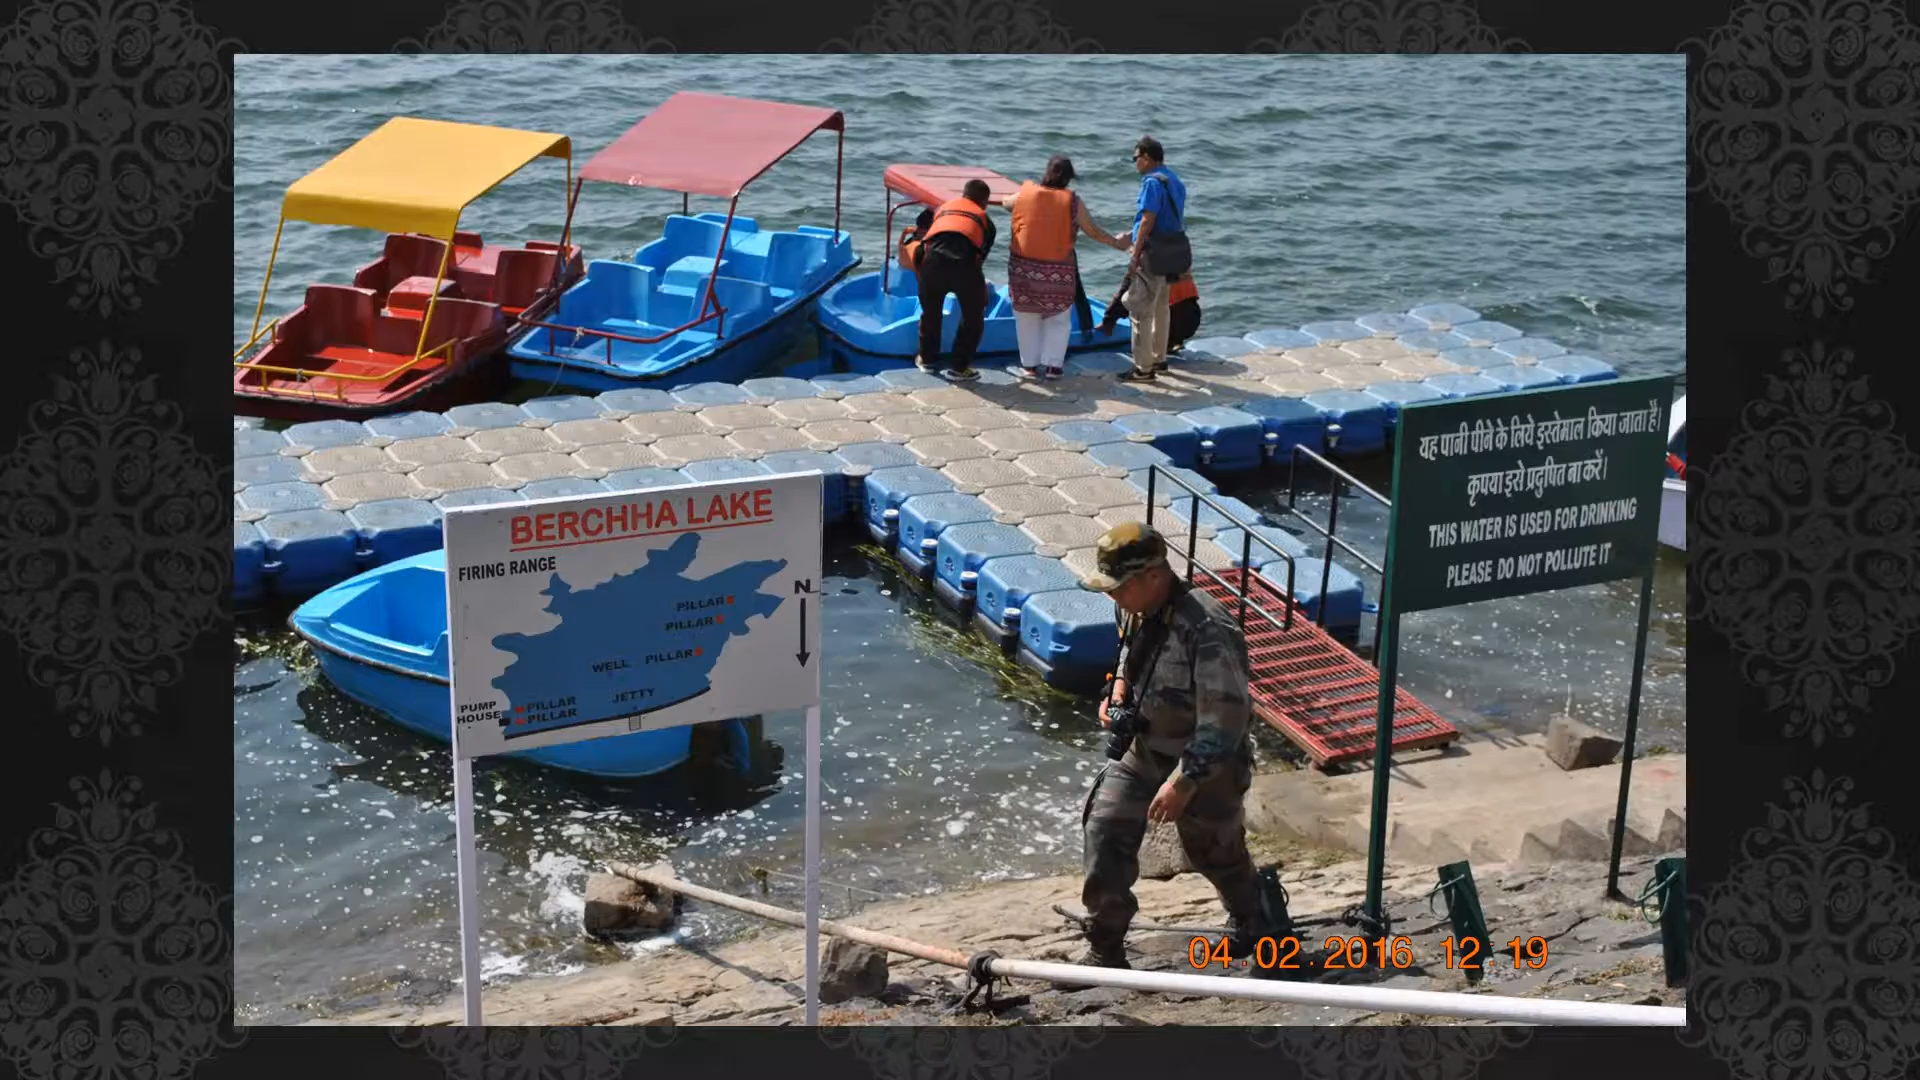 BERCHHA LAKE
FIRING RANGE
N
PILLAR
PILLAR
WELL PILLAR
JETTY
PUMP
HOUSE
PILLAR
PILLAR
यह पानी पीने के लिये इस्तेमाल किया जाता है।
कृपया इसे प्रदुषित ना करें।
THIS WATER IS USED FOR DRINKING
PLEASE DO NOT POLLUTE IT
04.02.2016 12:19